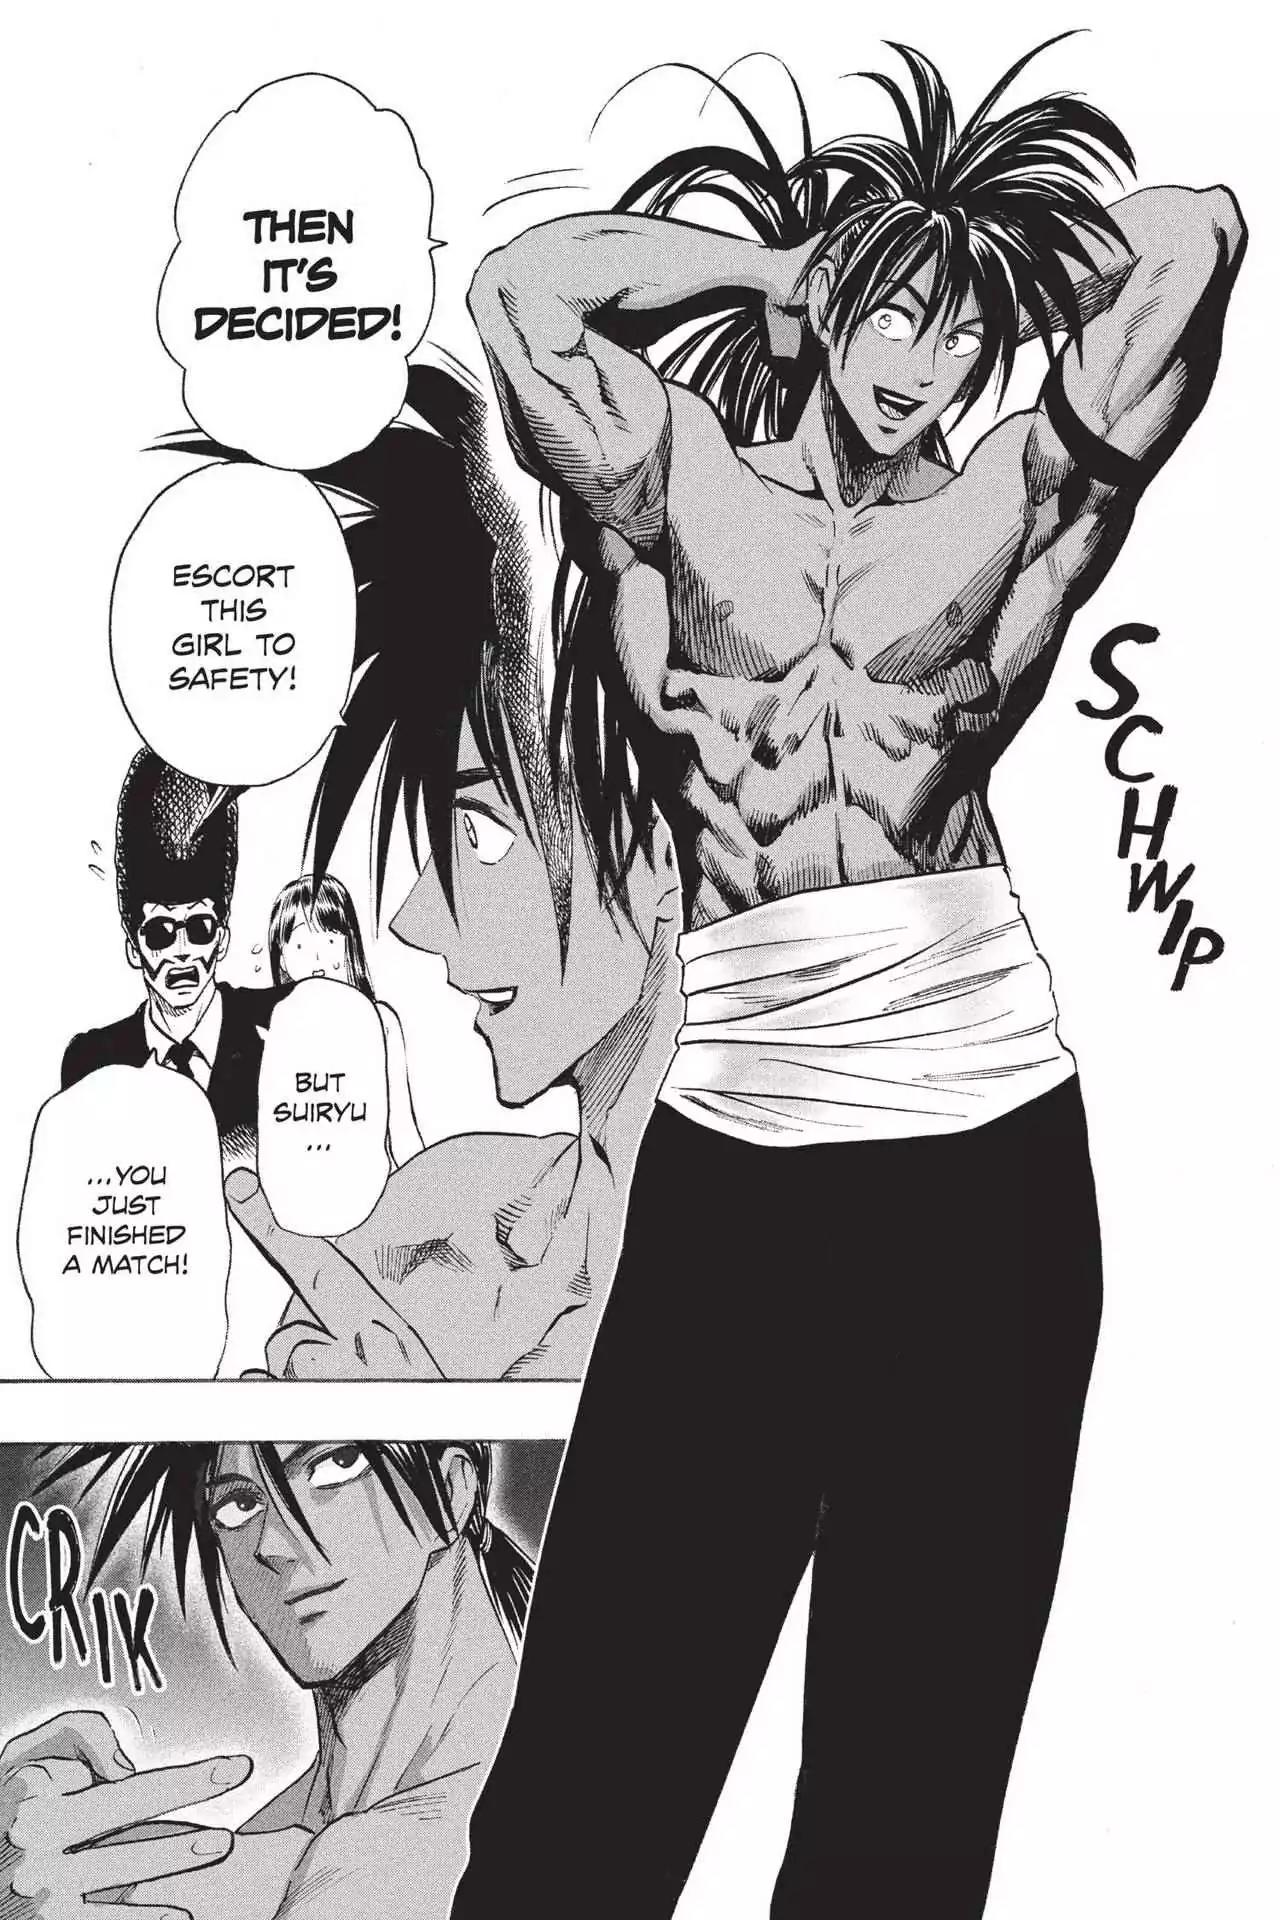 THEN
IT'S
DECIDED!
ESCORT
THIS
GIRL TO
SAFETY!
SCHWIP
BUT
SUIRYU
...
...YOU
JUST
FINISHED
A MATCH!
CRIK